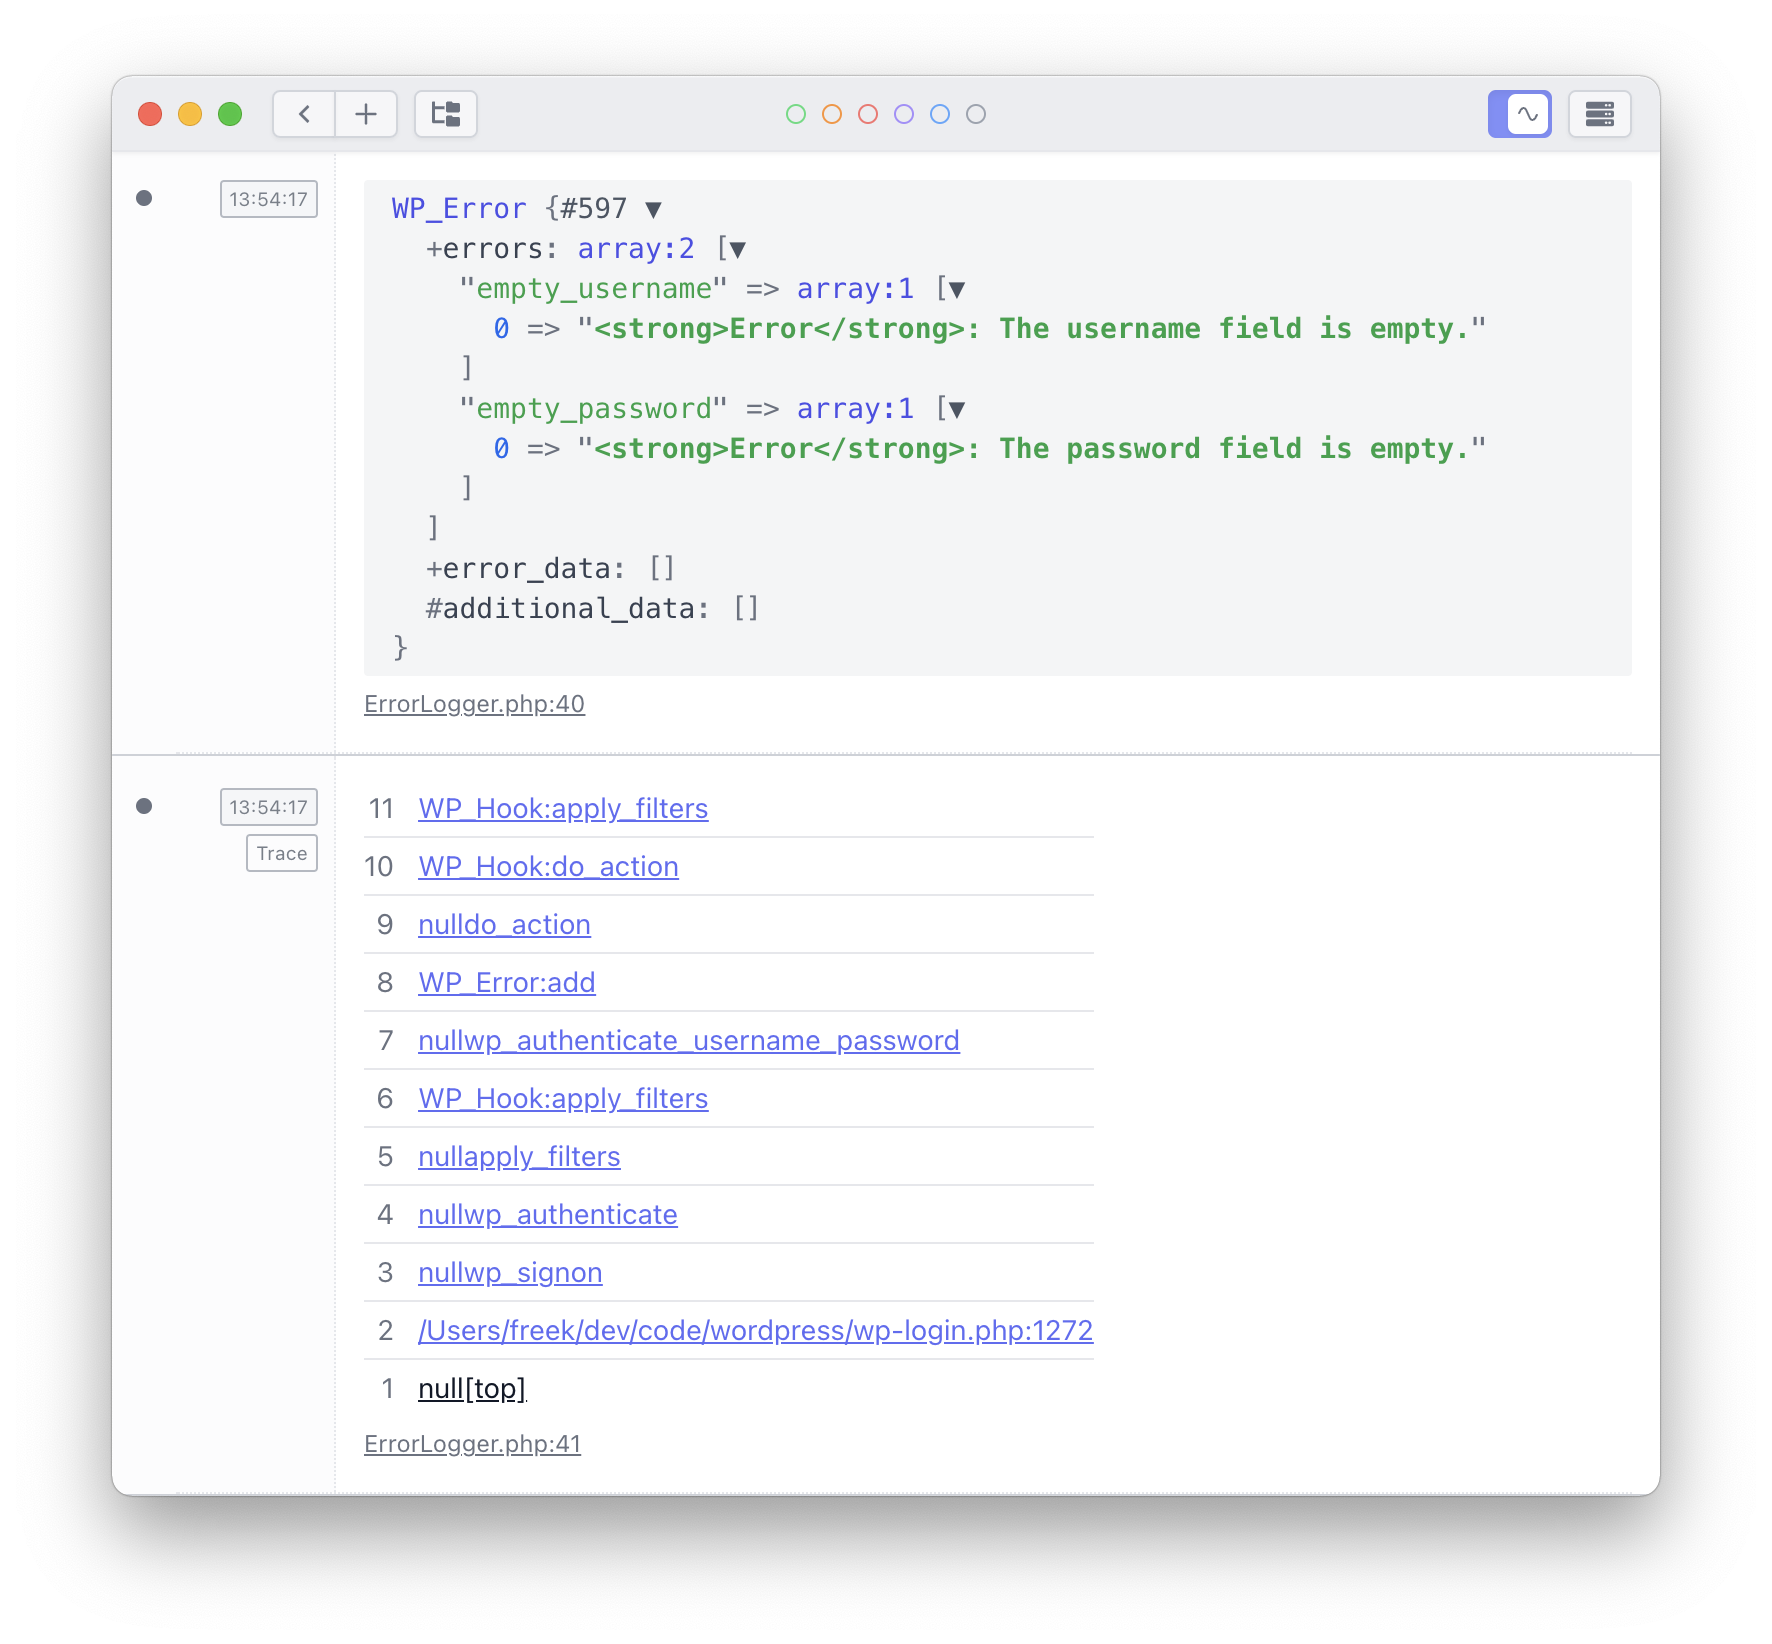 13:54:17
WP_Error {#597 ▼
+errors: array:2 [▼
"empty_username" => array:1 [▼
0 => "<strong>Error</strong>: The username field is empty."
]
"empty_password" => array:1 [▼
0 => "<strong>Error</strong>: The password field is empty."
]
]
+error_data: []
#additional_data: []
}
ErrorLogger.php:40
13:54:17
Trace
11 WP_Hook:apply_filters
10 WP_Hook:do_action
9 nulldo_action
8 WP_Error:add
7 nullwp_authenticate_username_password
6 WP_Hook:apply_filters
5 nullapply_filters
4 nullwp_authenticate
3 nullwp_signon
2 /Users/freek/dev/code/wordpress/wp-login.php:1272
1 null[top]
ErrorLogger.php:41